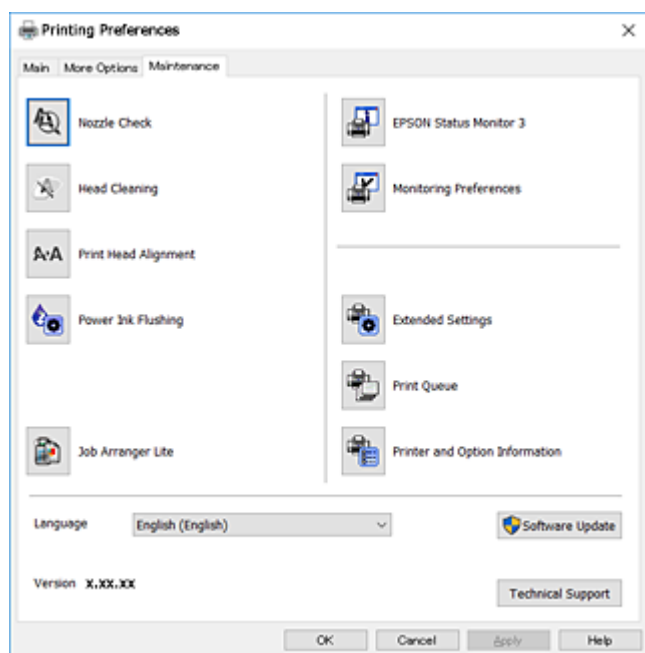 Printing Preferences
Main More Options Maintenance
Nozzle Check
Head Cleaning
A·A Print Head Alignment
Power Ink Flushing
Job Arranger Lite
EPSON Status Monitor 3
Monitoring Preferences
Extended Settings
Print Queue
Printer and Option Information
Language English (English) Software Update
Version X.XX.XX Technical Support
OK Cancel Apply Help